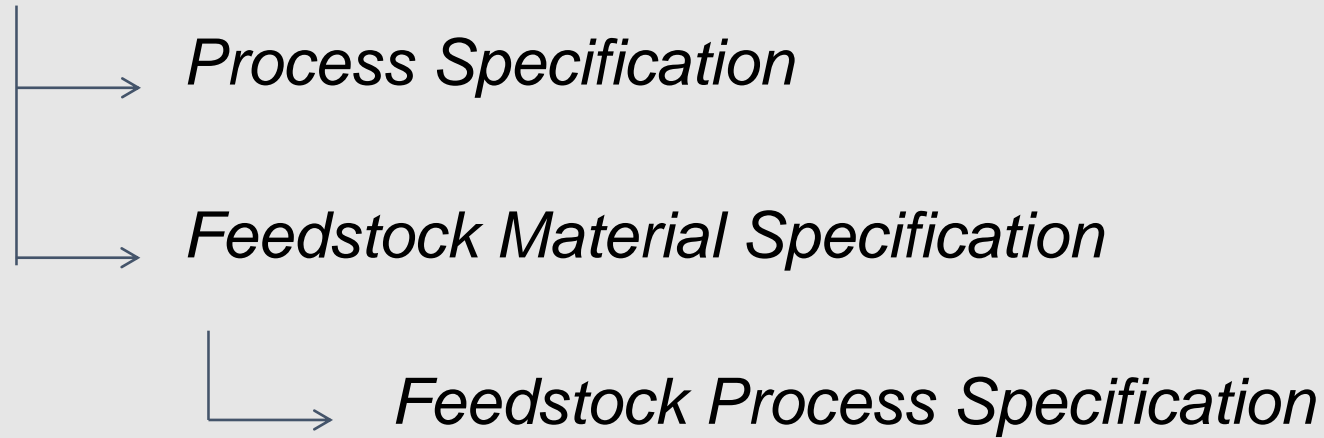 Process Specification
Feedstock Material Specification
Feedstock Process Specification